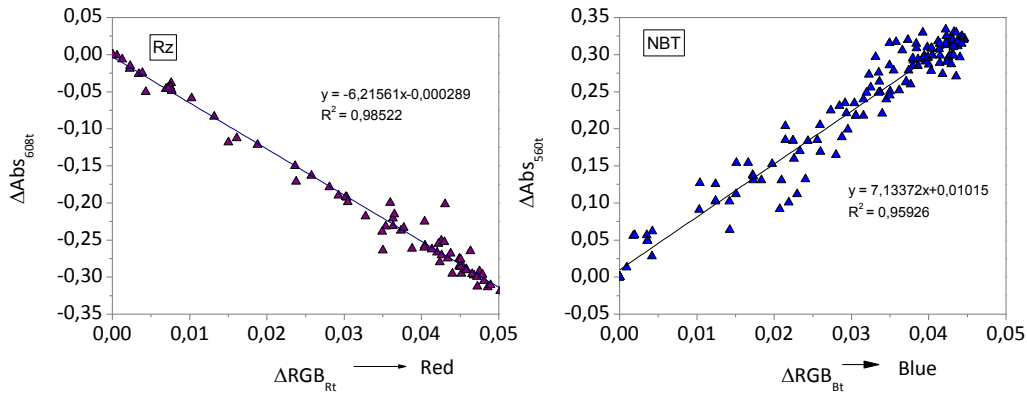 0,00
-0,05
-0,10
-0,15
-0,20
-0,25
-0,30
-0,35
ΔAbs608t
Rz
y = -6,21561x-0,000289
R² = 0,98522
0,00 0,01 0,02 0,03 0,04 0,05
ΔRGBRt Red
0,35
0,30
0,25
0,20
0,15
0,10
0,05
0,00
0,05
ΔAbs560t
NBT
y = 7,13372x+0,01015
R² = 0,95926
0,00 0,01 0,02 0,03 0,04 0,05
ΔRGBBt Blue